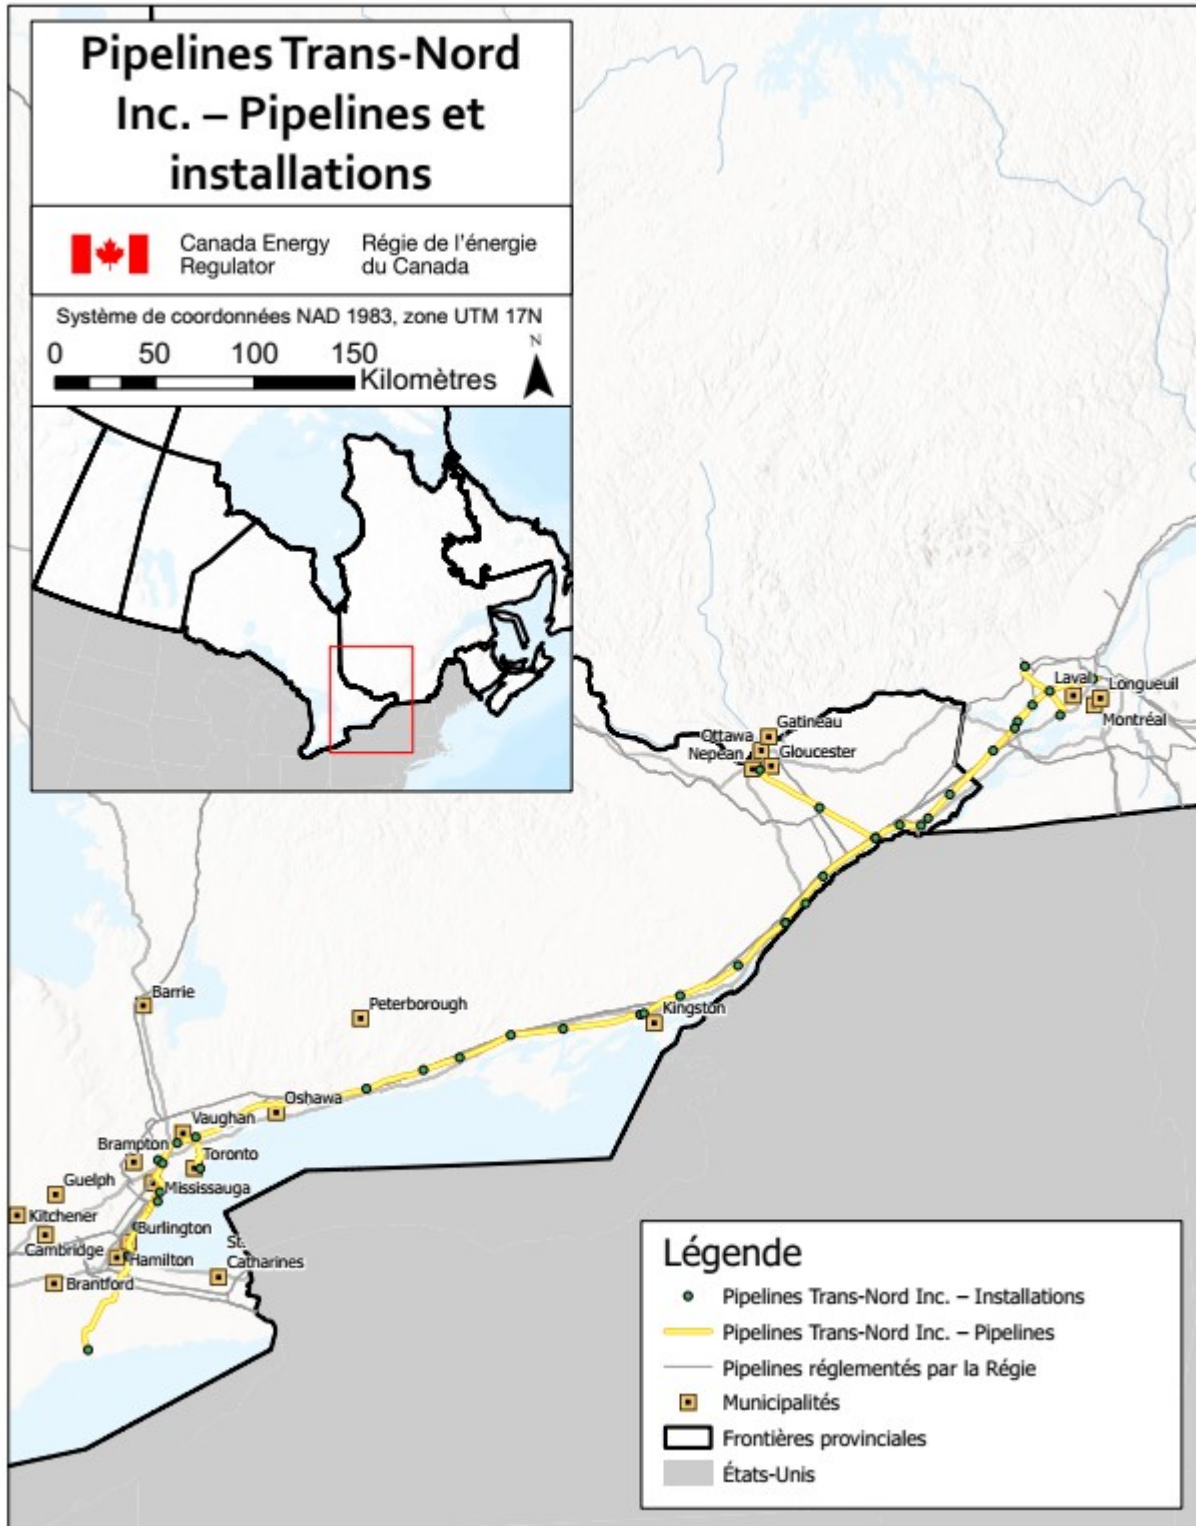 Pipelines Trans-Nord
Inc. – Pipelines et
installations
Canada Energy
Regulator
Régie de l'énergie
du Canada
Système de coordonnées NAD 1983, zone UTM 17N
N
0 50 100 150
Kilomètres
Laval
Longueuil
Montréal
Gatineau
Ottawa
Nepean
Gloucester
Barrie
Peterborough
Kingston
Oshawa
Vaughan
Brampton
Toronto
Guelph
Mississauga
Kitchener
Burlington
Cambridge
Hamilton
St.
Catharines
Brantford
Légende
Pipelines Trans-Nord Inc. – Installations
Pipelines Trans-Nord Inc. – Pipelines
Pipelines réglementés par la Régie
Municipalités
Frontières provinciales
États-Unis